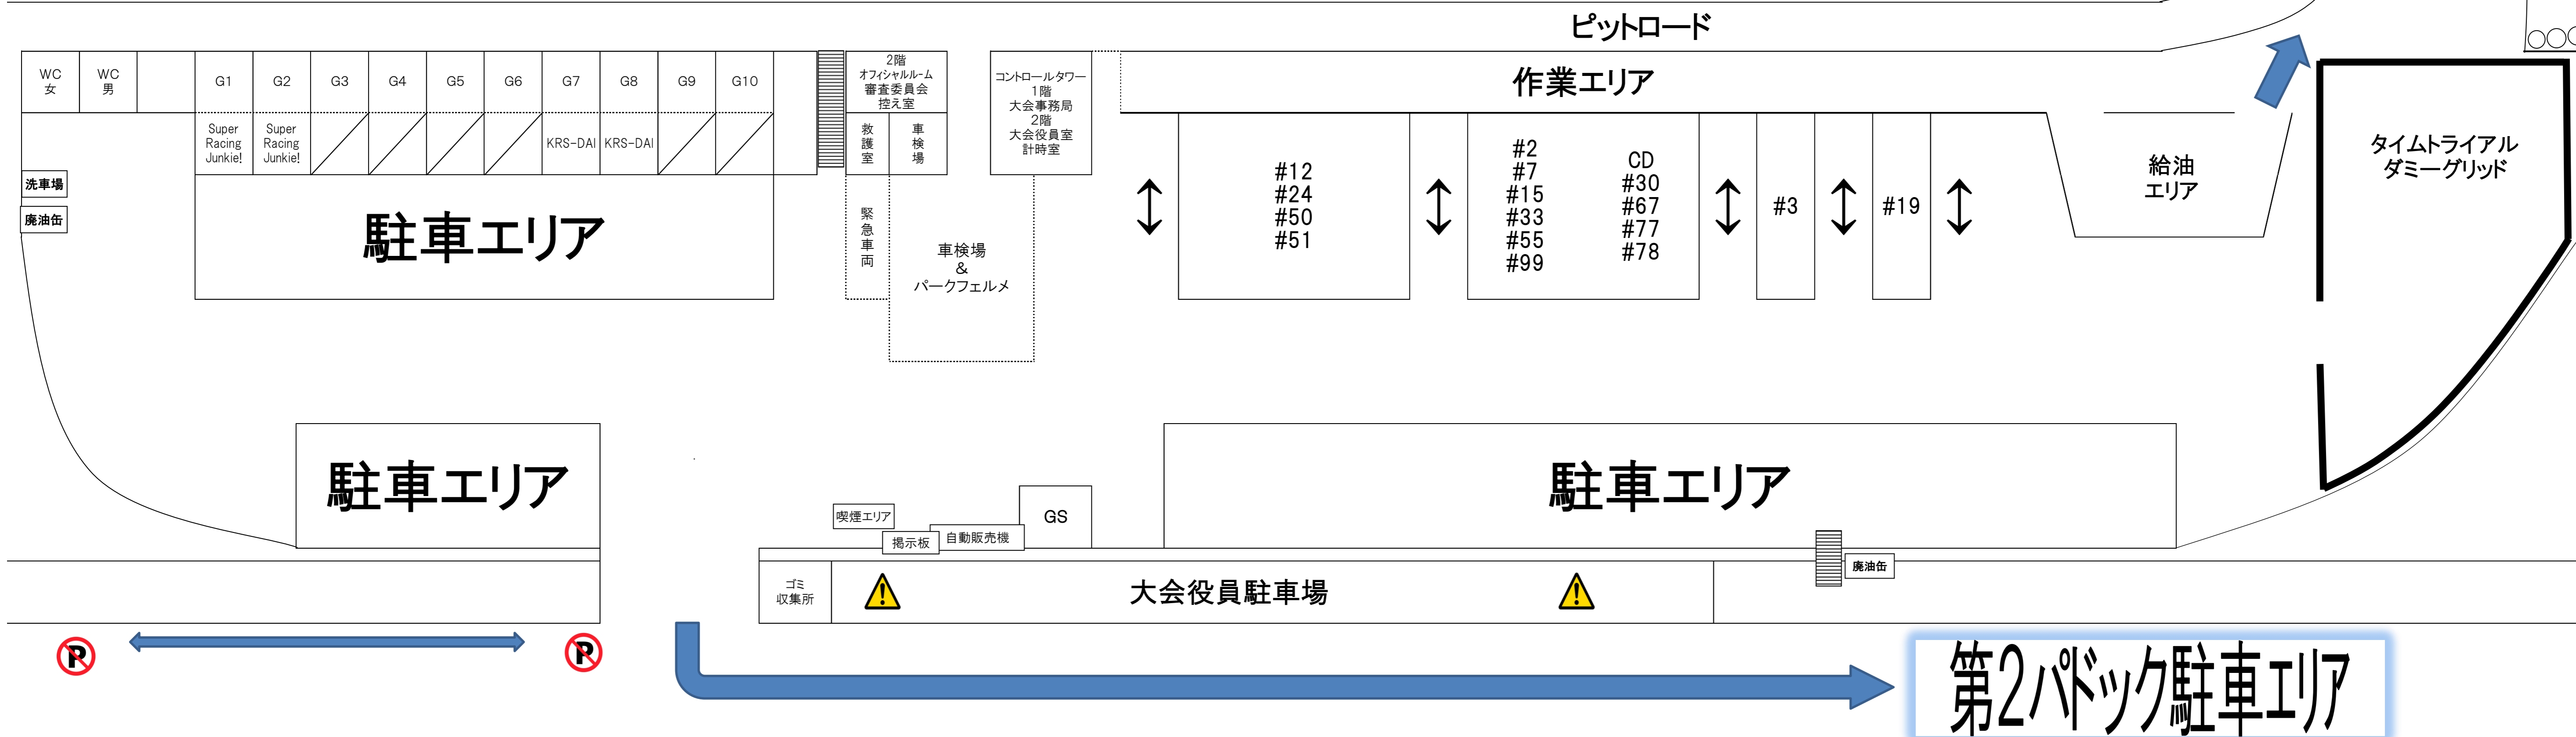 ピットロード
作業エリア
WC
女
WC
男
G1
G2
G3
G4
G5
G6
G7
G8
G9
G10
Super
Racing
Junkie!
Super
Racing
Junkie!
KRS-DAI
KRS-DAI
2階
オフィシャルルーム
審査委員会
控え室
救護室
車検場
コントロールタワー
1階
大会事務局
2階
大会役員室
計時室
洗車場
廃油缶
駐車エリア
緊急車両
車検場
&
パークフェルメ
#12
#24
#50
#51
#2
#7
#15
#33
#55
#99
CD
#30
#67
#77
#78
#3
#19
給油
エリア
タイムトライアル
ダミーグリッド
駐車エリア
喫煙エリア
掲示板
自動販売機
GS
駐車エリア
ゴミ
収集所
大会役員駐車場
廃油缶
P
P
第2パドック駐車エリア